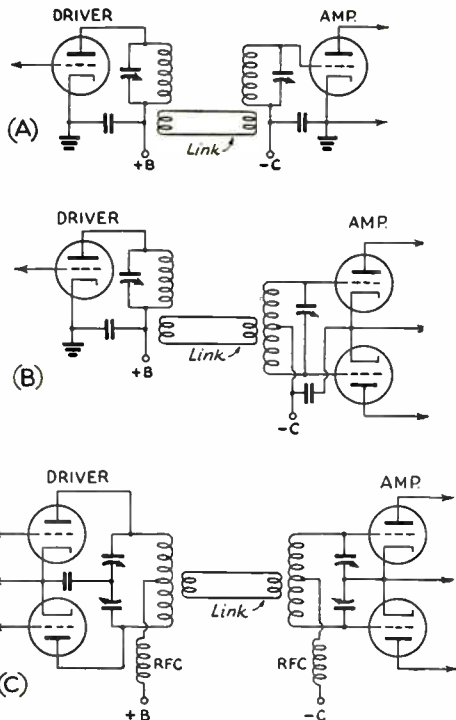 DRIVER
AMP.
(A)
+B
Link
-C
DRIVER
AMP.
(B)
+B
Link
-C
DRIVER
AMP.
(C)
Link
RFC
RFC
+B
-C